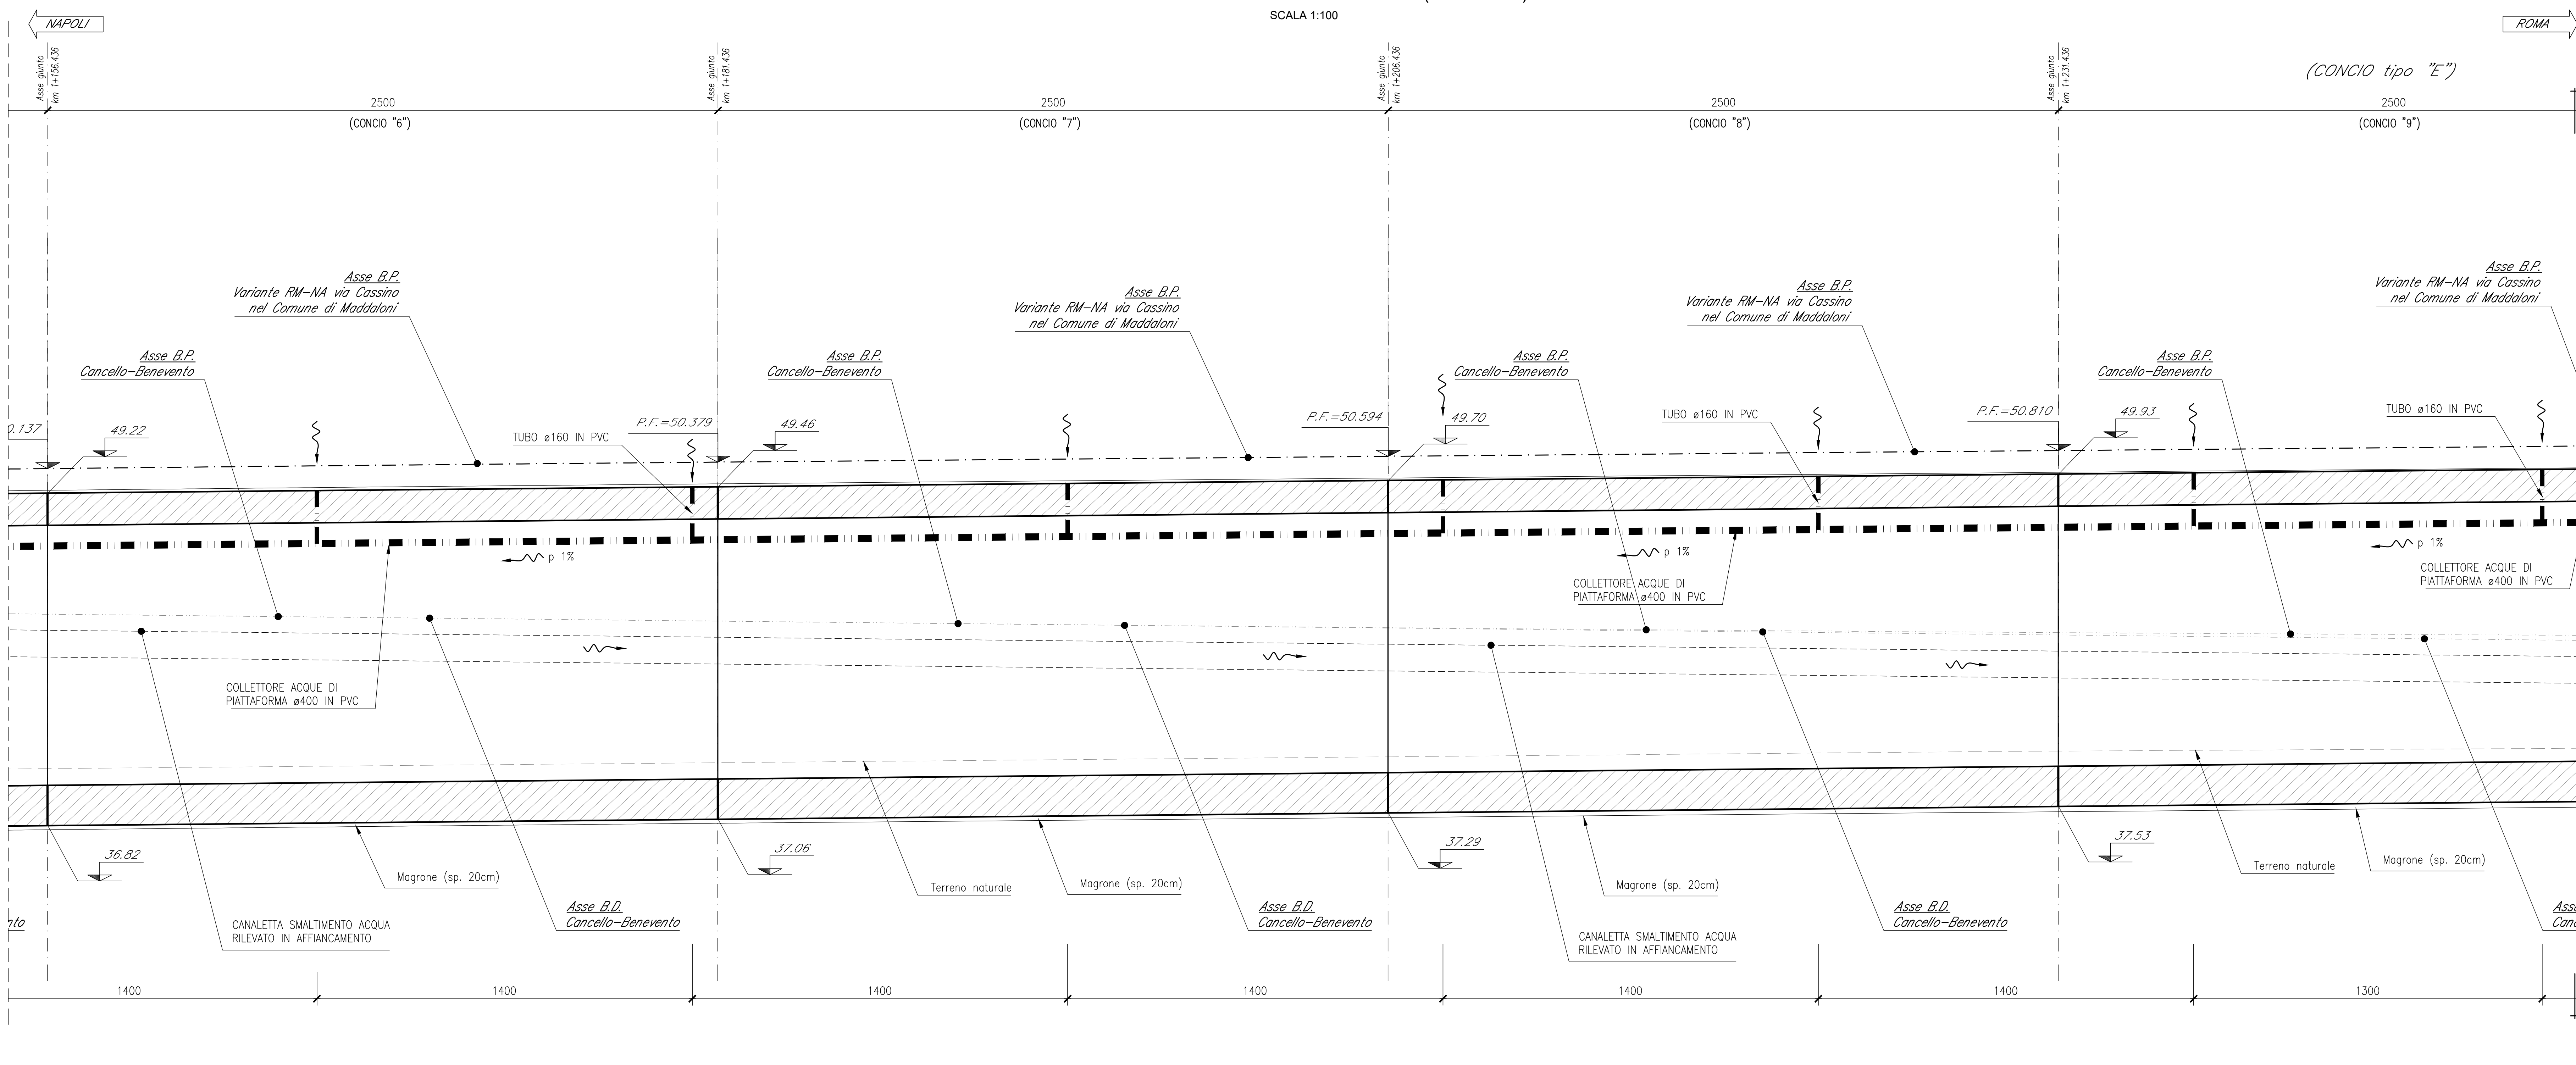 SCALA 1:100
NAPOLI
ROMA
Asse giunto
km 1+156.436
Asse giunto
km 1+181.436
Asse giunto
km 1+206.436
Asse giunto
km 1+231.436
(CONCIO tipo "E")
2500
2500
2500
2500
(CONCIO "6")
(CONCIO "7")
(CONCIO "8")
(CONCIO "9")
Asse B.P.
Variante RM-NA via Cassino
nel Comune di Maddaloni
Asse B.P.
Variante RM-NA via Cassino
nel Comune di Maddaloni
Asse B.P.
Variante RM-NA via Cassino
nel Comune di Maddaloni
Asse B.P.
Variante RM-NA via Cassino
nel Comune di Maddaloni
Asse B.P.
Cancello-Benevento
Asse B.P.
Cancello-Benevento
Asse B.P.
Cancello-Benevento
Asse B.P.
Cancello-Benevento
0.137
49.22
TUBO ø160 IN PVC
P.F.=50.379
49.46
P.F.=50.594
49.70
TUBO ø160 IN PVC
P.F.=50.810
49.93
TUBO ø160 IN PVC
p 1%
p 1%
p 1%
COLLETTORE ACQUE DI
PIATTAFORMA ø400 IN PVC
COLLETTORE ACQUE DI
PIATTAFORMA ø400 IN PVC
COLLETTORE ACQUE DI
PIATTAFORMA ø400 IN PVC
36.82
37.06
37.29
37.53
Magrone (sp. 20cm)
Terreno naturale
Magrone (sp. 20cm)
Magrone (sp. 20cm)
Terreno naturale
Magrone (sp. 20cm)
nto
CANALETTA SMALTIMENTO ACQUA
RILEVATO IN AFFIANCAMENTO
Asse B.D.
Cancello-Benevento
Asse B.D.
Cancello-Benevento
CANALETTA SMALTIMENTO ACQUA
RILEVATO IN AFFIANCAMENTO
Asse B.D.
Cancello-Benevento
Asse
Canc
1400
1400
1400
1400
1400
1400
1300